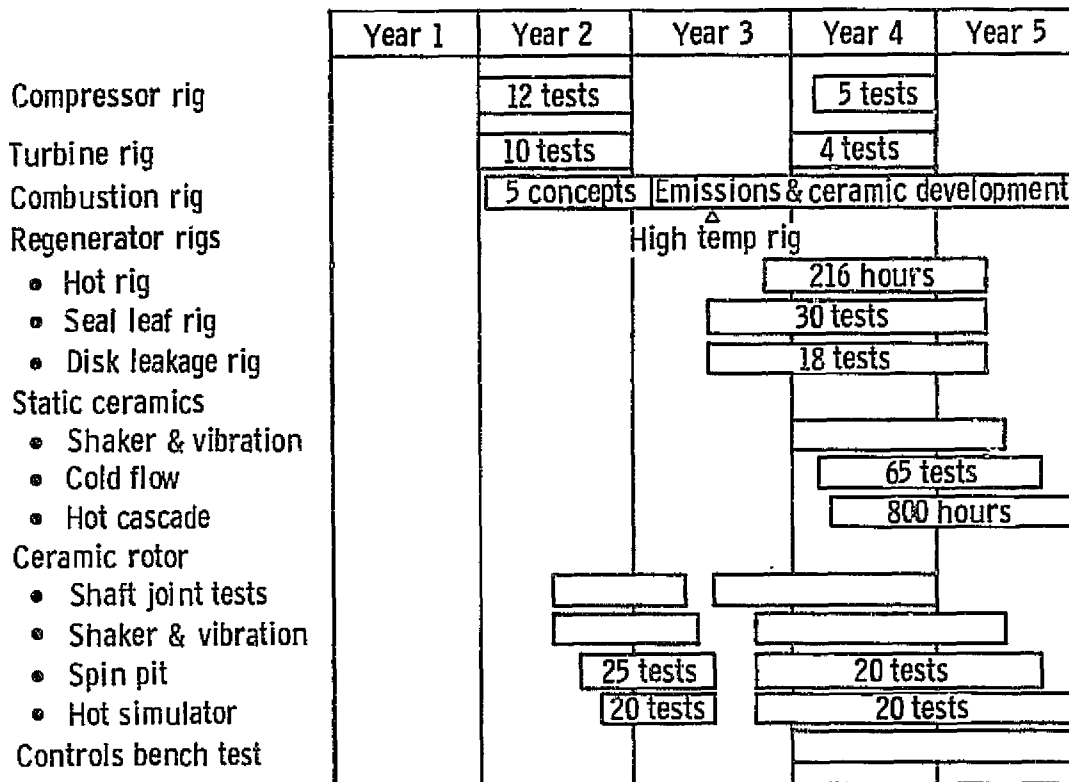 Year 1 Year 2 Year 3 Year 4 Year 5
Compressor rig 12 tests 5 tests
Turbine rig 10 tests 4 tests
Combustion rig 5 concepts Emissions & ceramic development
Regenerator rigs High temp rig
• Hot rig 216 hours
• Seal leaf rig 30 tests
• Disk leakage rig 18 tests
Static ceramics
• Shaker & vibration
• Cold flow 65 tests
• Hot cascade 800 hours
Ceramic rotor
• Shaft joint tests
• Shaker & vibration
• Spin pit 25 tests 20 tests
• Hot simulator 20 tests 20 tests
Controls bench test